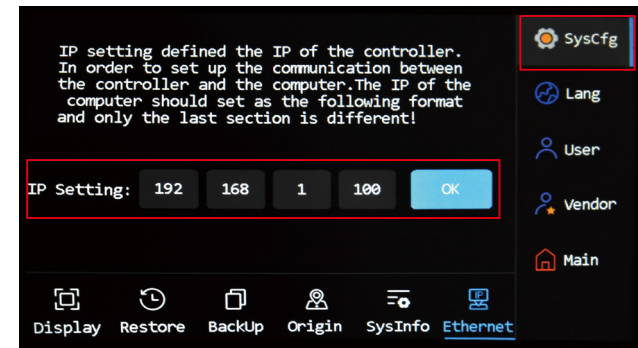 IP setting defined the IP of the controller.
In order to set up the communication between
the controller and the computer.The IP of the
computer should set as the following format
and only the last section is different!
IP Setting: 192 168 1 100 OK
Display Restore BackUp Origin SysInfo Ethernet
SysCfg
Lang
User
Vendor
Main
IP